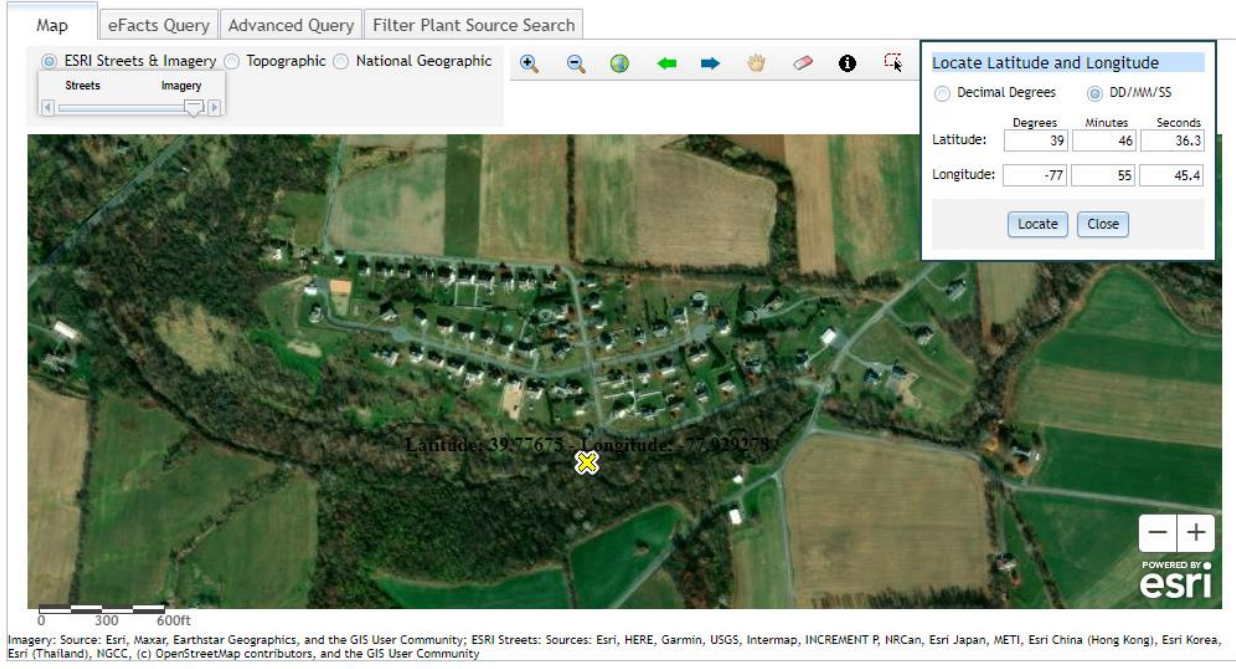 Map eFacts Query Advanced Query Filter Plant Source Search
ESRI Streets & Imagery Topographic National Geographic
Streets Imagery
Locate Latitude and Longitude
Decimal Degrees DD/MM/SS
Degrees Minutes Seconds
Latitude: 39 46 36.3
Longitude: -77 55 45.4
Locate Close
Latitude: 39.77675 - Longitude: -77.929278
POWERED BY
esri
0 300 600ft
Imagery: Source: Esri, Maxar, Earthstar Geographics, and the GIS User Community; ESRI Streets: Sources: Esri, HERE, Garmin, USGS, Intermap, INCREMENT P, NRCan, Esri Japan, METI, Esri China (Hong Kong), Esri Korea,
Esri (Thailand), NGCC, (c) OpenStreetMap contributors, and the GIS User Community